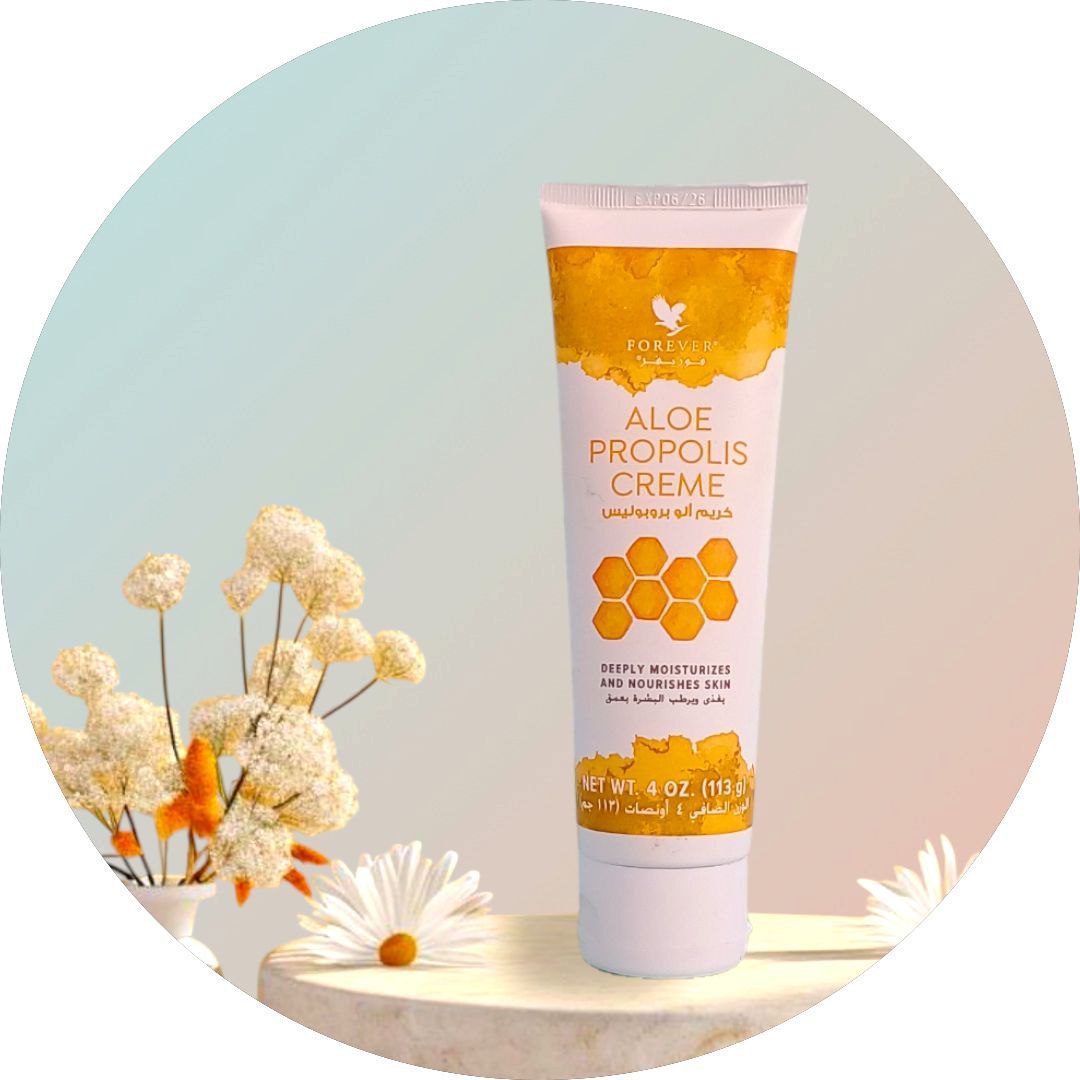 EXP06/26
FOREVER®
فوريفر®
ALOE
PROPOLIS
CREME
كريم ألو بروبوليس
DEEPLY MOISTURIZES
AND NOURISHES SKIN
يغذي ويرطب البشرة بعمق
NET WT. 4 OZ. (113 g)
الوزن الصافي ٤ أونصات (١١٣ جم)